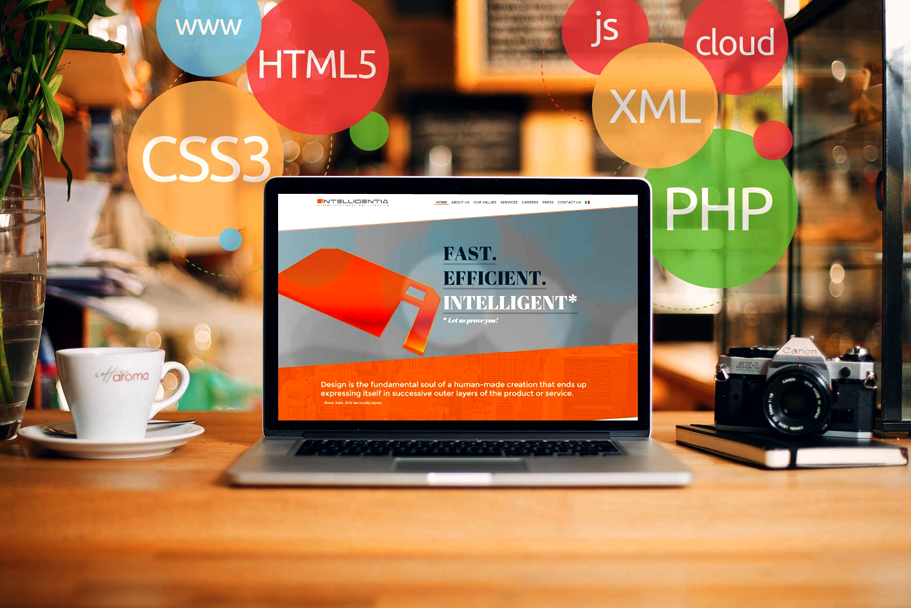 www
HTML5
CSS3
js
cloud
XML
PHP
INTELLIGENTIA
HOME ABOUT US OUR VALUES SERVICES CAREERS PRESS CONTACT US
FAST.
EFFICIENT.
INTELLIGENT*
* Let us prove you!
Design is the fundamental soul of a human-made creation that ends up
expressing itself in successive outer layers of the product or service.
aroma
Canon